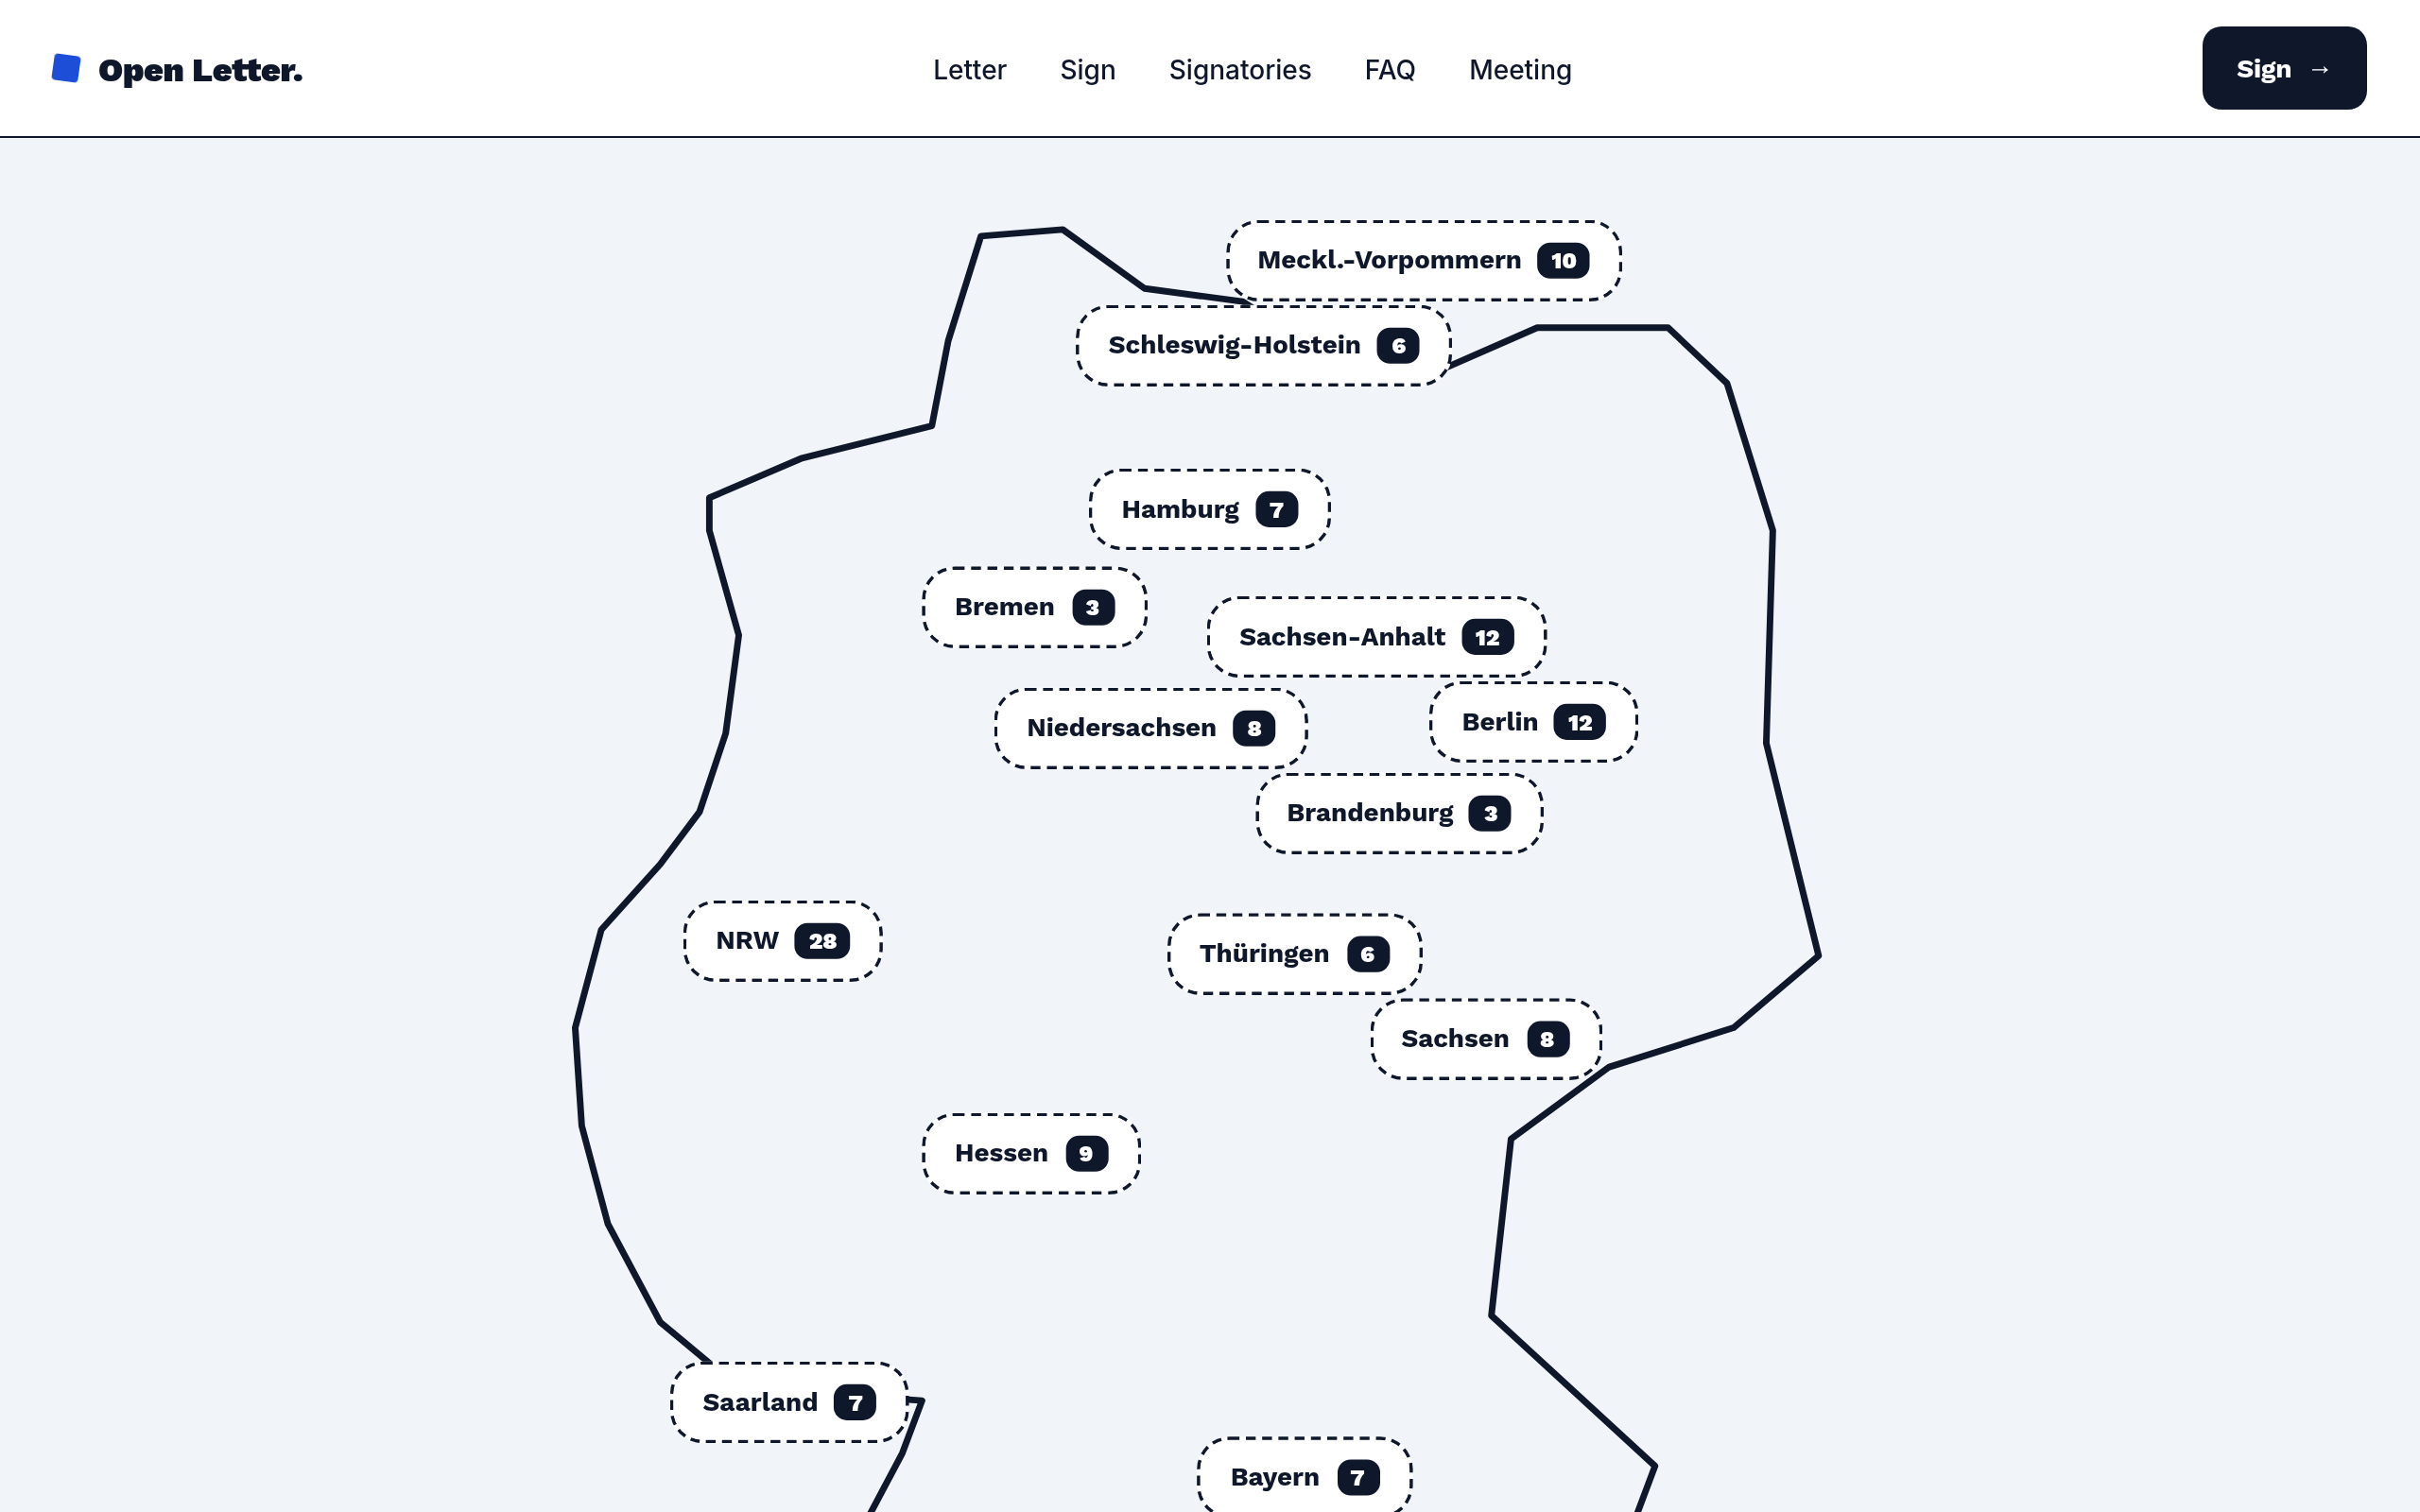 Open Letter.
Letter Sign Signatories FAQ Meeting
Sign →
Meckl.-Vorpommern 10
Schleswig-Holstein 6
Hamburg 7
Bremen 3
Sachsen-Anhalt 12
Niedersachsen 8
Berlin 12
Brandenburg 3
NRW 28
Thüringen 6
Sachsen 8
Hessen 9
Saarland 7
Bayern 7